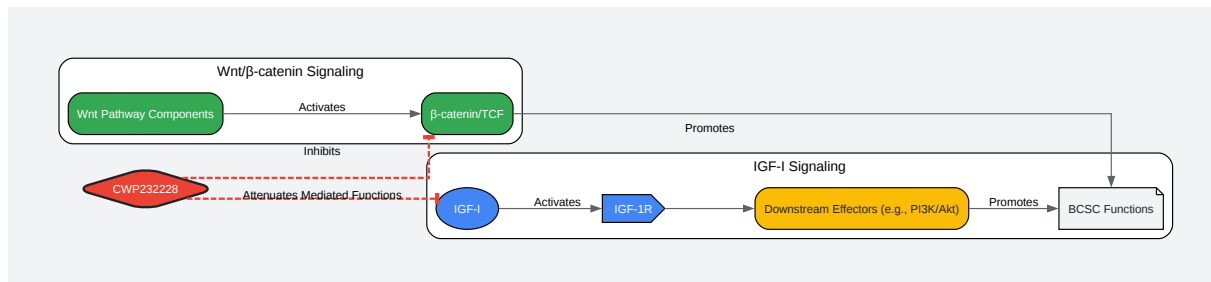 Wnt/β-catenin Signaling
Wnt Pathway Components
Activates
β-catenin/TCF
Promotes
Inhibits
IGF-I Signaling
CWP232228
Attenuates Mediated Functions
IGF-I
Activates
IGF-1R
Downstream Effectors (e.g., PI3K/Akt)
Promotes
BCSC Functions